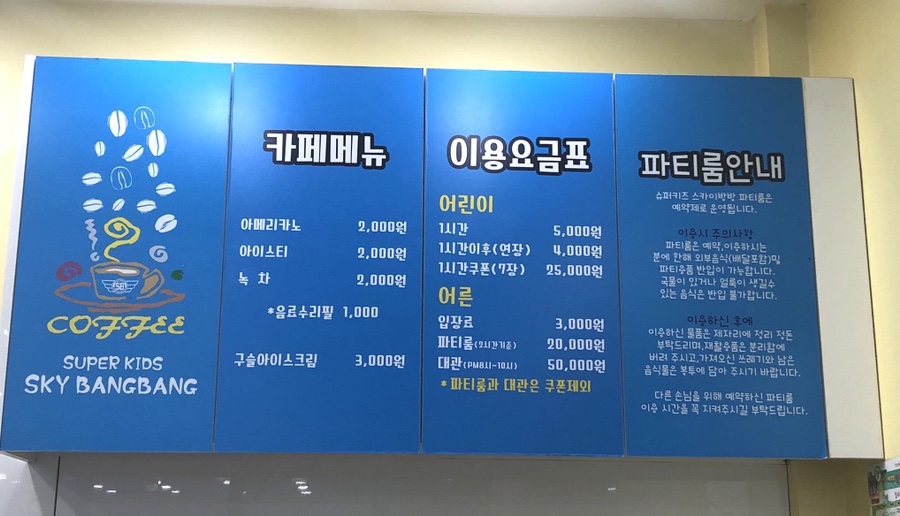 COFFEE
SUPER KIDS
SKY BANGBANG
카페메뉴
아메리카노 2,000원
아이스티 2,000원
녹 차 2,000원
*음료수리필 1,000
구슬아이스크림 3,000원
이용요금표
어린이
1시간 5,000원
1시간이후(연장) 4,000원
1시간쿠폰(7장) 25,000원
어른
입장료 3,000원
파티룸(2시간기준) 20,000원
대관(PM8시-10시) 50,000원
*파티룸과 대관은 쿠폰제외
파티룸안내
슈퍼키즈 스카이방방 파티룸은
예약제로 운영됩니다.
이용시 주의사항
파티룸은 예약,이용하시는
분에 한해 외부음식(배달포함)및
파티용품 반입이 가능합니다.
국물이 있거나 얼룩이 생길수
있는 음식은 반입 불가합니다.
이용하신 후에
이용하신 물품은 제자리에 정리 정돈
부탁드리며,재활용품은 분리함에
버려 주시고,가져오신 쓰레기와 남은
음식물은 봉투에 담아 주시기 바랍니다.
다른 손님을 위해 예약하신 파티룸
이용 시간을 꼭 지켜주시길 부탁드립니다.